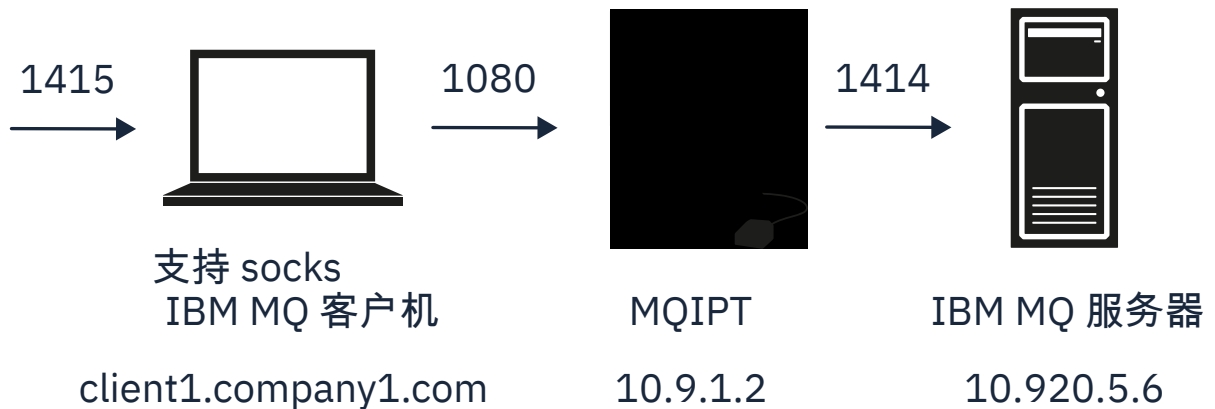 1415
1080
1414
支持 socks
IBM MQ 客户机
MQIPT
IBM MQ 服务器
client1.company1.com
10.9.1.2
10.920.5.6